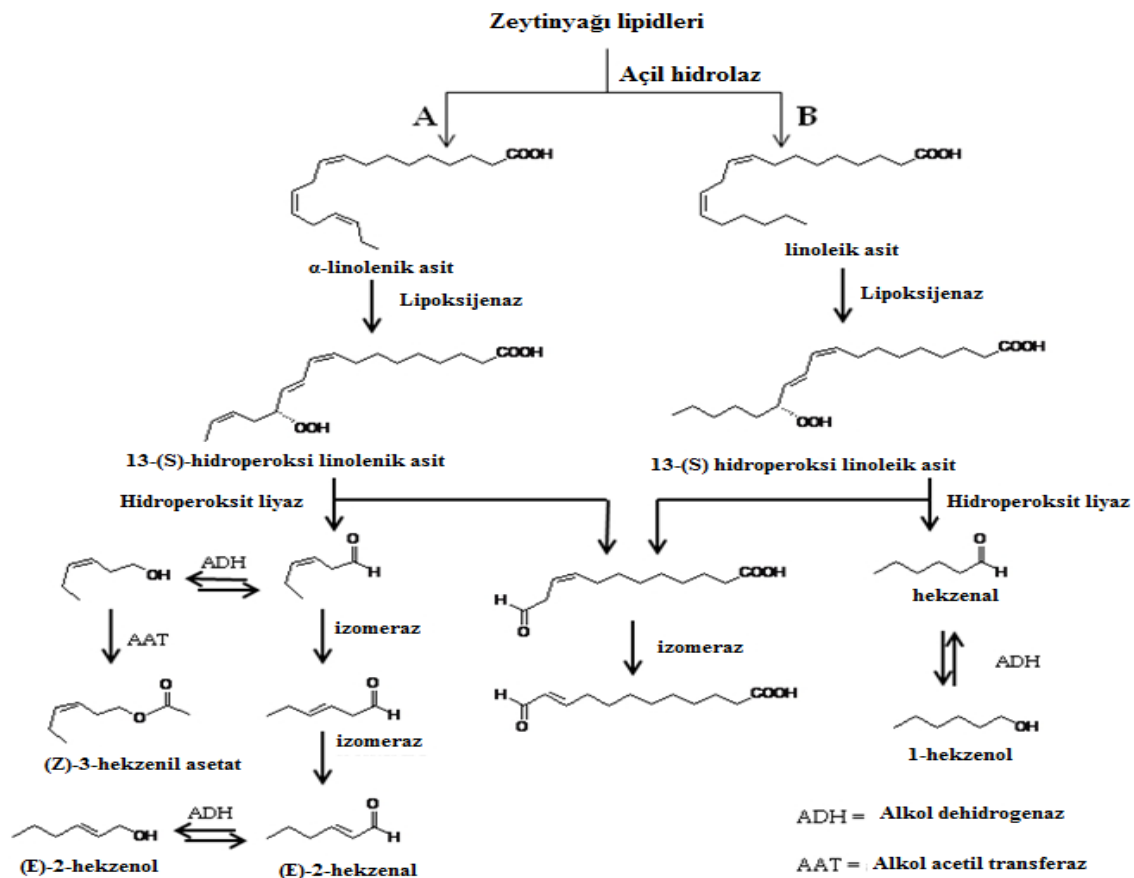 Zeytinyağı lipidleri
Açil hidrolaz
A
B
COOH
COOH
α-linolenik asit
linoleik asit
Lipoksijenaz
Lipoksijenaz
COOH
COOH
OOH
OOH
13-(S)-hidroperoksi linolenik asit
13-(S) hidroperoksi linoleik asit
Hidroperoksit liyaz
Hidroperoksit liyaz
OH
ADH
O
H
COOH
H
O
O
H
hekzenal
AAT
izomeraz
izomeraz
ADH
O
O
O
H
H
O
COOH
OH
(Z)-3-hekzenil asetat
izomeraz
1-hekzenol
OH
ADH
O
H
(E)-2-hekzenol
(E)-2-hekzenal
ADH = Alkol dehidrogenaz
AAT = Alkol acetil transferaz